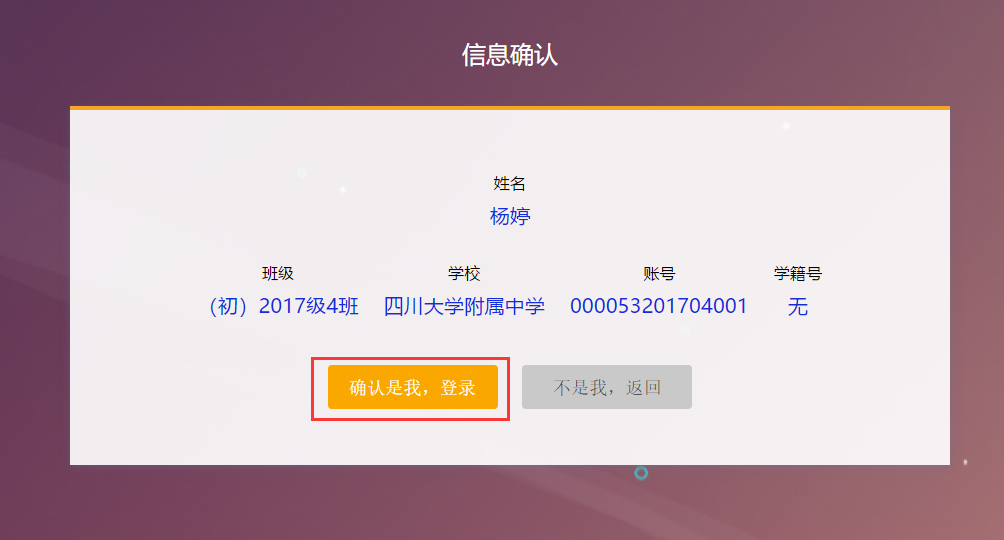 信息确认
姓名
杨婷
班级 学校 账号 学籍号
（初）2017级4班 四川大学附属中学 000053201704001 无
确认是我，登录 不是我，返回